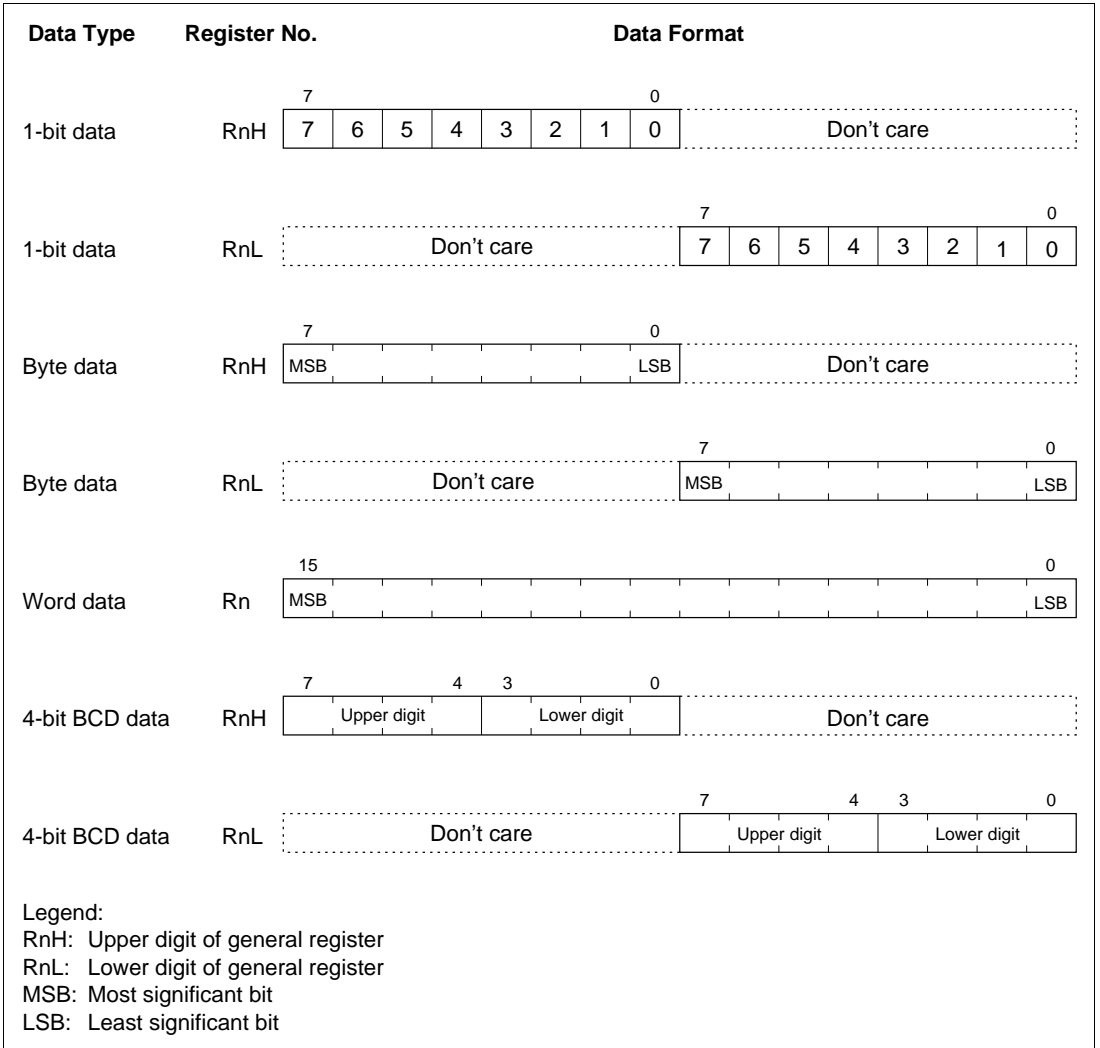 Data Type Register No. Data Format
7 0
1-bit data RnH 7 6 5 4 3 2 1 0 Don't care
7 0
1-bit data RnL Don't care 7 6 5 4 3 2 1 0
7 0
Byte data RnH MSB LSB Don't care
7 0
Byte data RnL Don't care MSB LSB
15 0
Word data Rn MSB LSB
7 4 3 0
4-bit BCD data RnH Upper digit Lower digit Don't care
7 4 3 0
4-bit BCD data RnL Don't care Upper digit Lower digit
Legend:
RnH: Upper digit of general register
RnL: Lower digit of general register
MSB: Most significant bit
LSB: Least significant bit